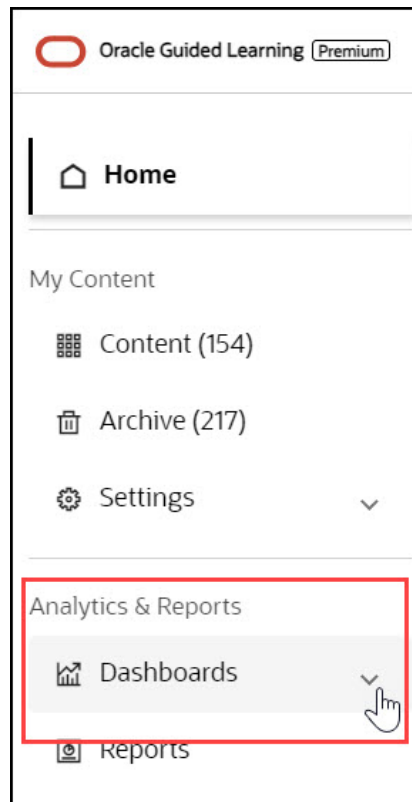 Oracle Guided Learning Premium
Home
My Content
Content (154)
Archive (217)
Settings
Analytics & Reports
Dashboards
Reports